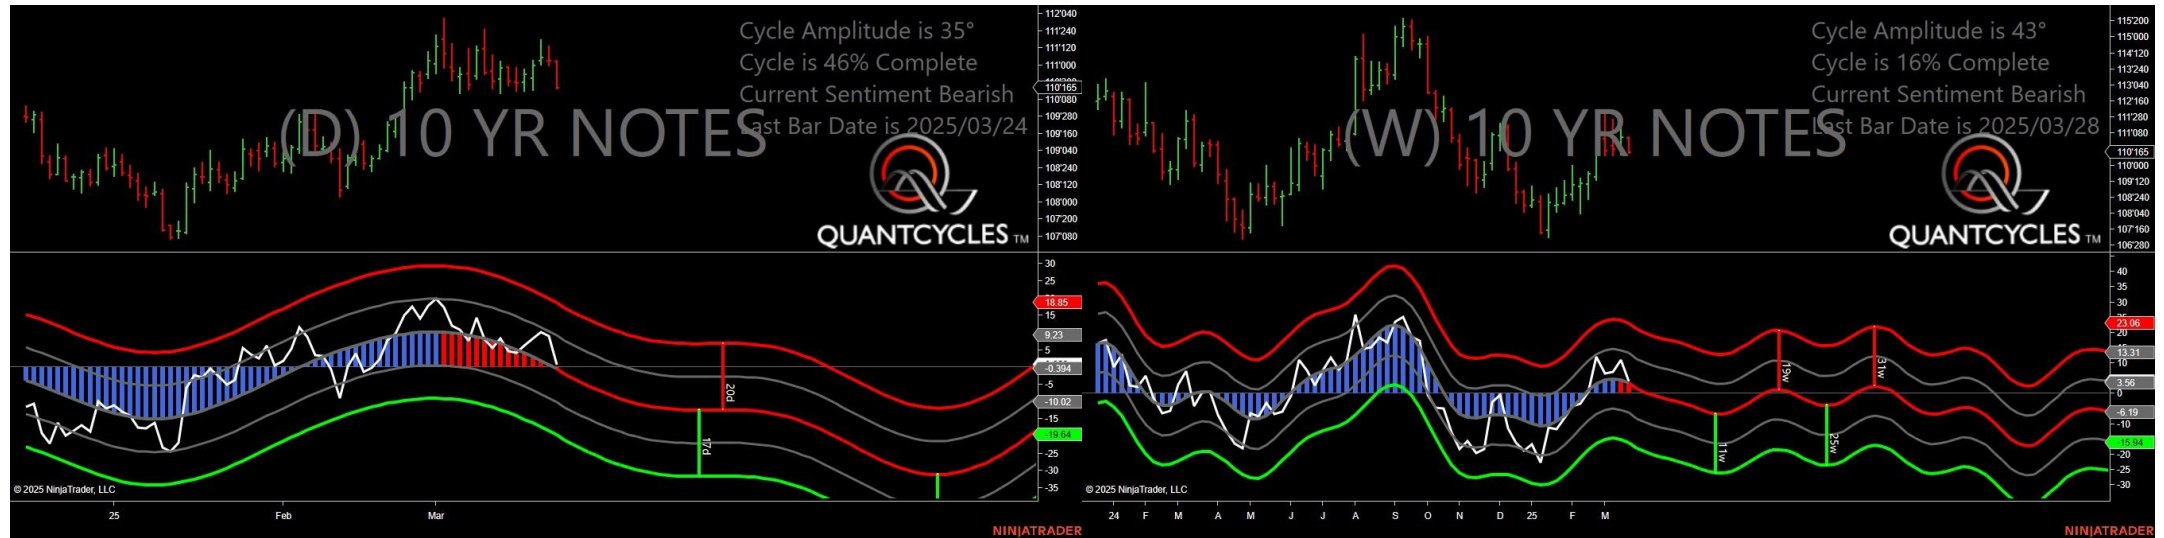 Cycle Amplitude is 35°
Cycle is 46% Complete
Current Sentiment Bearish
Last Bar Date is 2025/03/24
(D) 10 YR NOTES
QUANTCYCLES TM
112'040
111'240
111'120
111'000
110'165
110'080
109'280
109'160
109'040
108'240
108'120
108'000
107'200
107'080
30
25
18.85
15
9.23
5
-0.394
-5
-10.02
-15
-19.64
-25
-30
-35
20d
17d
© 2025 NinjaTrader, LLC
25 Feb Mar
NINJATRADER
Cycle Amplitude is 43°
Cycle is 16% Complete
Current Sentiment Bearish
Last Bar Date is 2025/03/28
(W) 10 YR NOTES
QUANTCYCLES TM
115'200
115'000
114'120
113'240
113'040
112'160
111'280
111'080
110'165
110'000
109'120
108'240
108'040
107'160
106'280
40
35
30
23.06
20
13.31
10
3.56
0
-6.19
-10
-15.94
-20
-25
-30
19w
31w
11w
25w
© 2025 NinjaTrader, LLC
24 F M A M J J A S O N D 25 F M
NINJATRADER